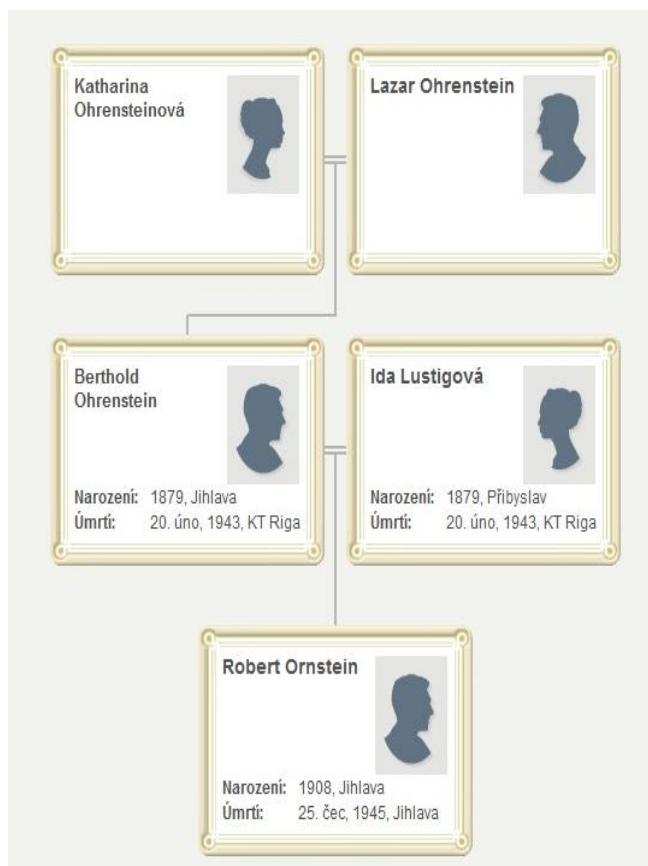 Katharina
Ohrensteinová
Lazar Ohrenstein
Berthold
Ohrenstein
Narození: 1879, Jihlava
Úmrtí: 20. úno, 1943, KT Riga
Ida Lustigová
Narození: 1879, Přibyslav
Úmrtí: 20. úno, 1943, KT Riga
Robert Ornstein
Narození: 1908, Jihlava
Úmrtí: 25. čec, 1945, Jihlava